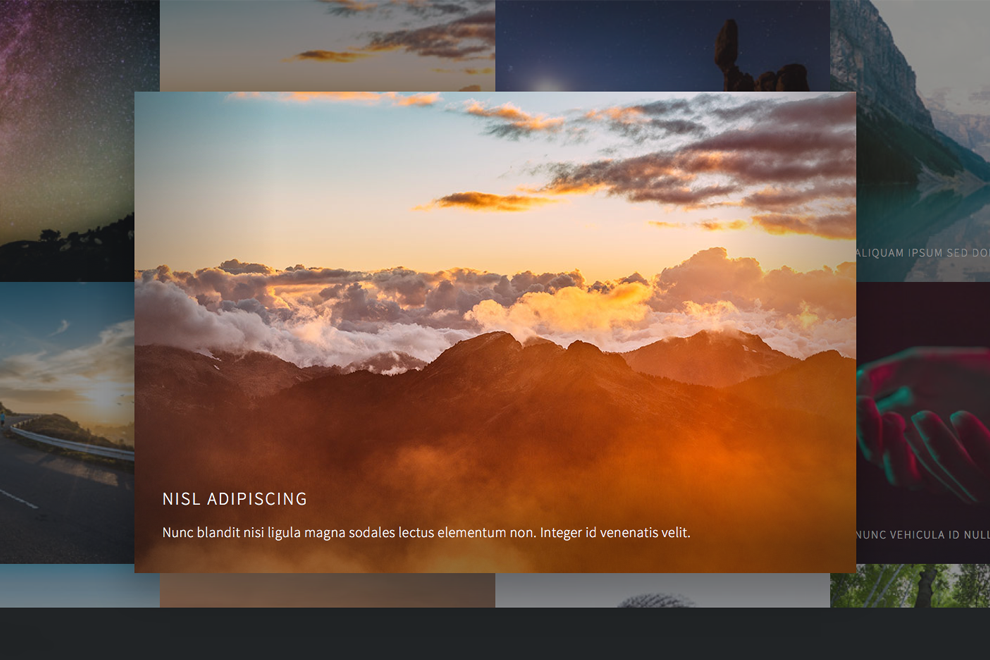 ALIQUAM IPSUM SED DO
NISL ADIPISCING
Nunc blandit nisi ligula magna sodales lectus elementum non. Integer id venenatis velit.
NUNC VEHICULA ID NULL